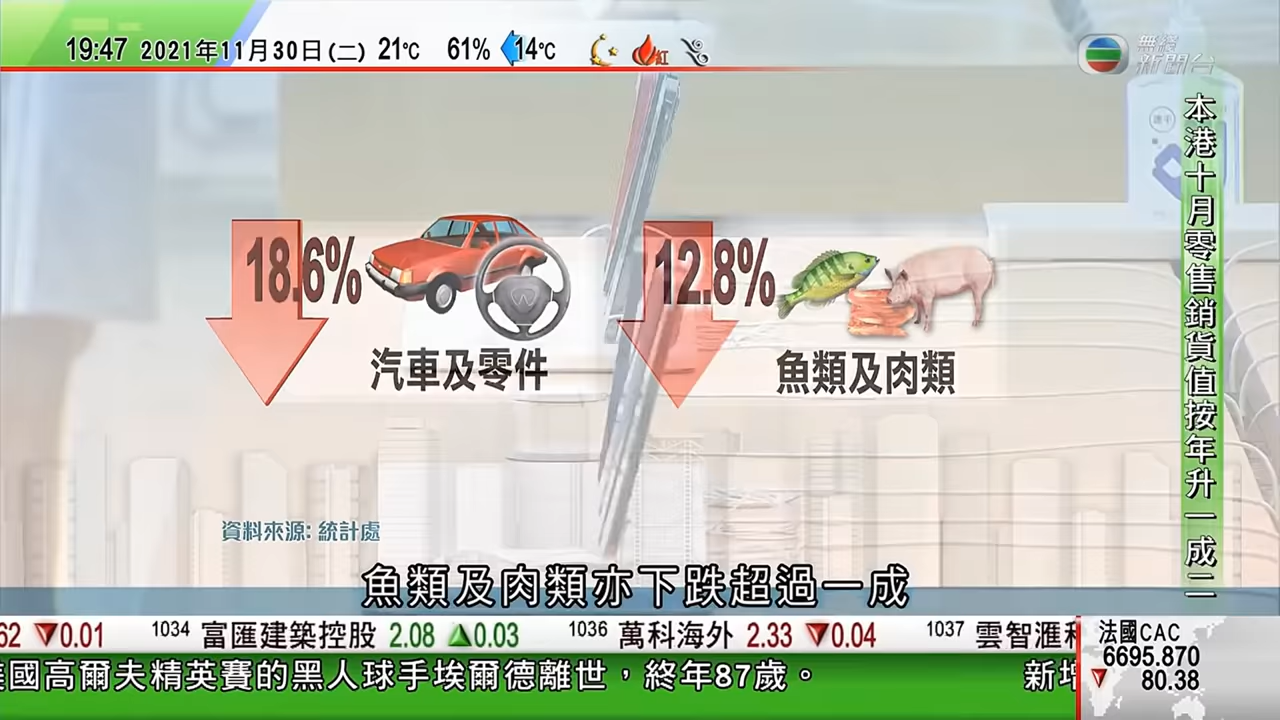 19:47 2021年11月30日(二) 21℃ 61% 14℃ 紅
無綫新聞台
本港十月零售銷貨值按年升一成二
18.6%
汽車及零件
12.8%
魚類及肉類
資料來源: 統計處
魚類及肉類亦下跌超過一成
62 ▼0.01 1034 富匯建築控股 2.08 ▲0.03 1036 萬科海外 2.33 ▼0.04 1037 雲智匯科
法國CAC
6695.870
▼ 80.38
美國高爾夫精英賽的黑人球手埃爾德離世，終年87歲。 新增